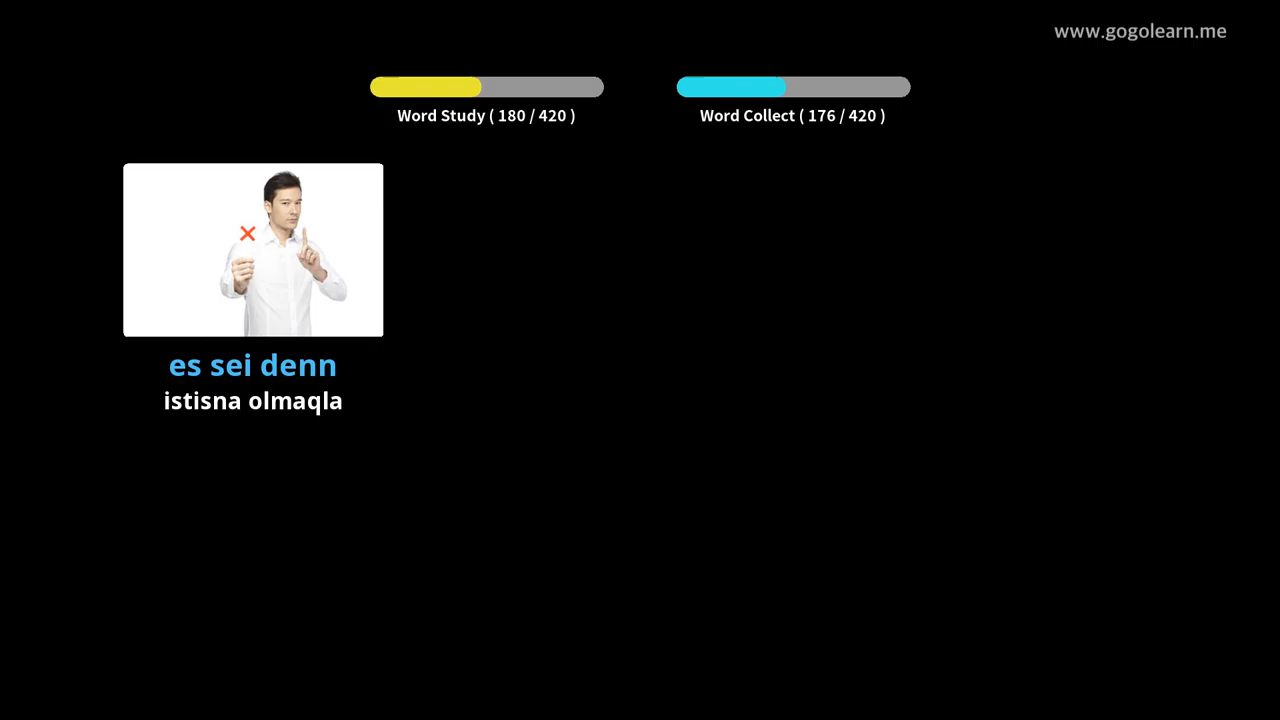 www.gogolearn.me
Word Study ( 180 / 420 )
Word Collect ( 176 / 420 )
es sei denn
istisna olmaqla